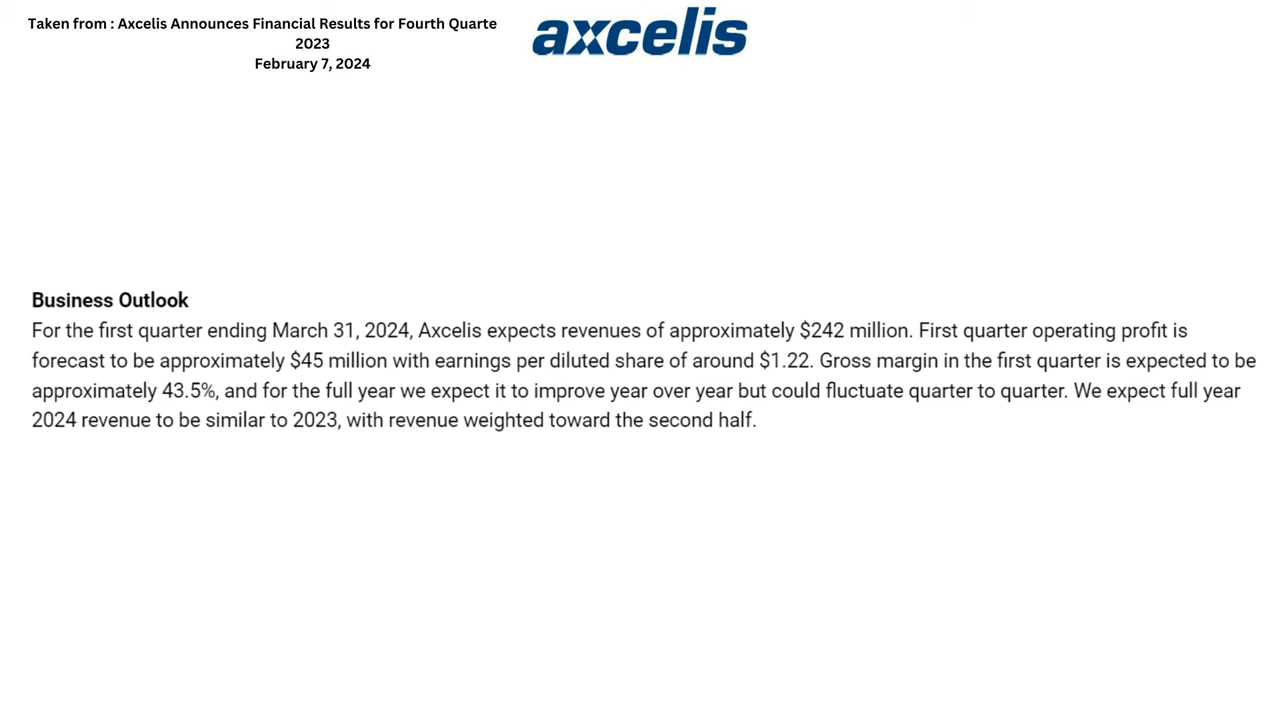 Taken from : Axcelis Announces Financial Results for Fourth Quarte
2023
February 7, 2024
axcelis
Business Outlook
For the first quarter ending March 31, 2024, Axcelis expects revenues of approximately $242 million. First quarter operating profit is
forecast to be approximately $45 million with earnings per diluted share of around $1.22. Gross margin in the first quarter is expected to be
approximately 43.5%, and for the full year we expect it to improve year over year but could fluctuate quarter to quarter. We expect full year
2024 revenue to be similar to 2023, with revenue weighted toward the second half.